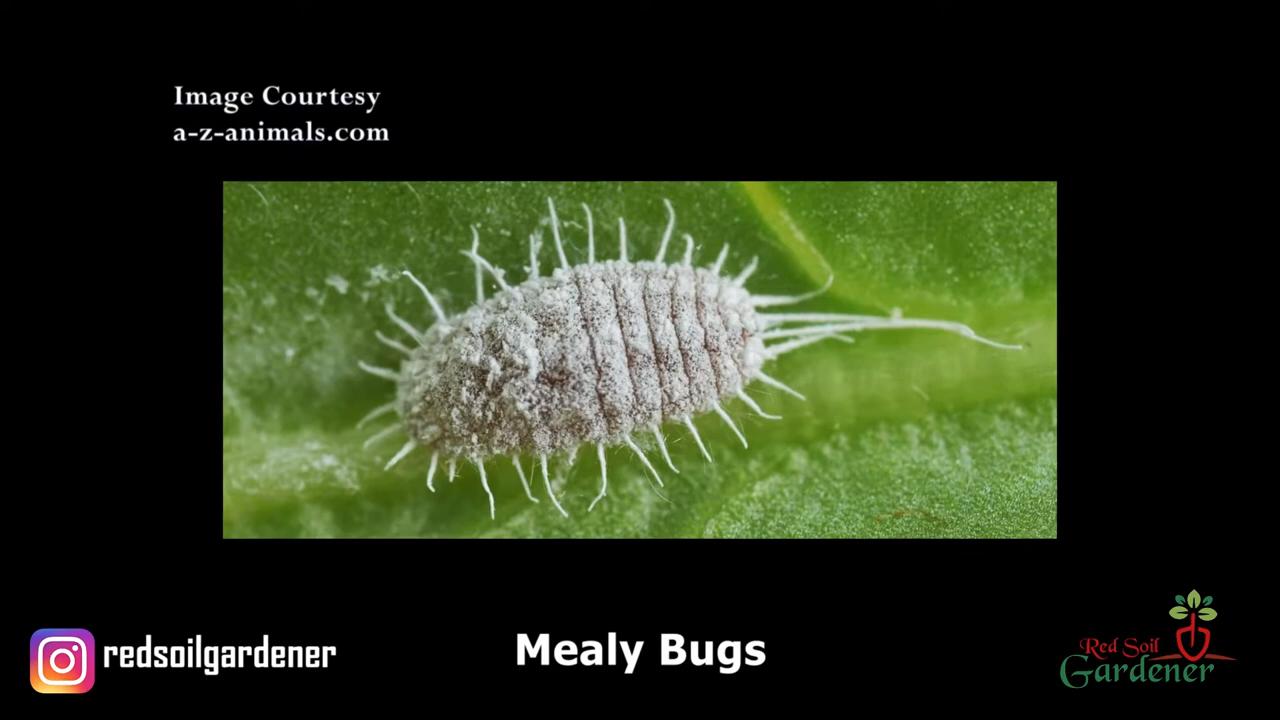 Image Courtesy
a-z-animals.com
redsoilgardener
Mealy Bugs
Red Soil
Gardener